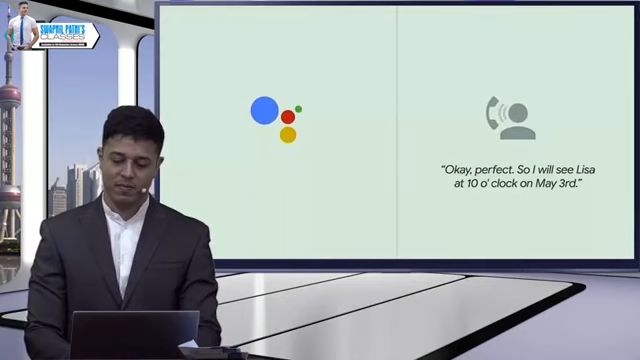 SWAPNIL PATNI'S
CLASSES
"Okay, perfect. So I will see Lisa
at 10 o' clock on May 3rd."